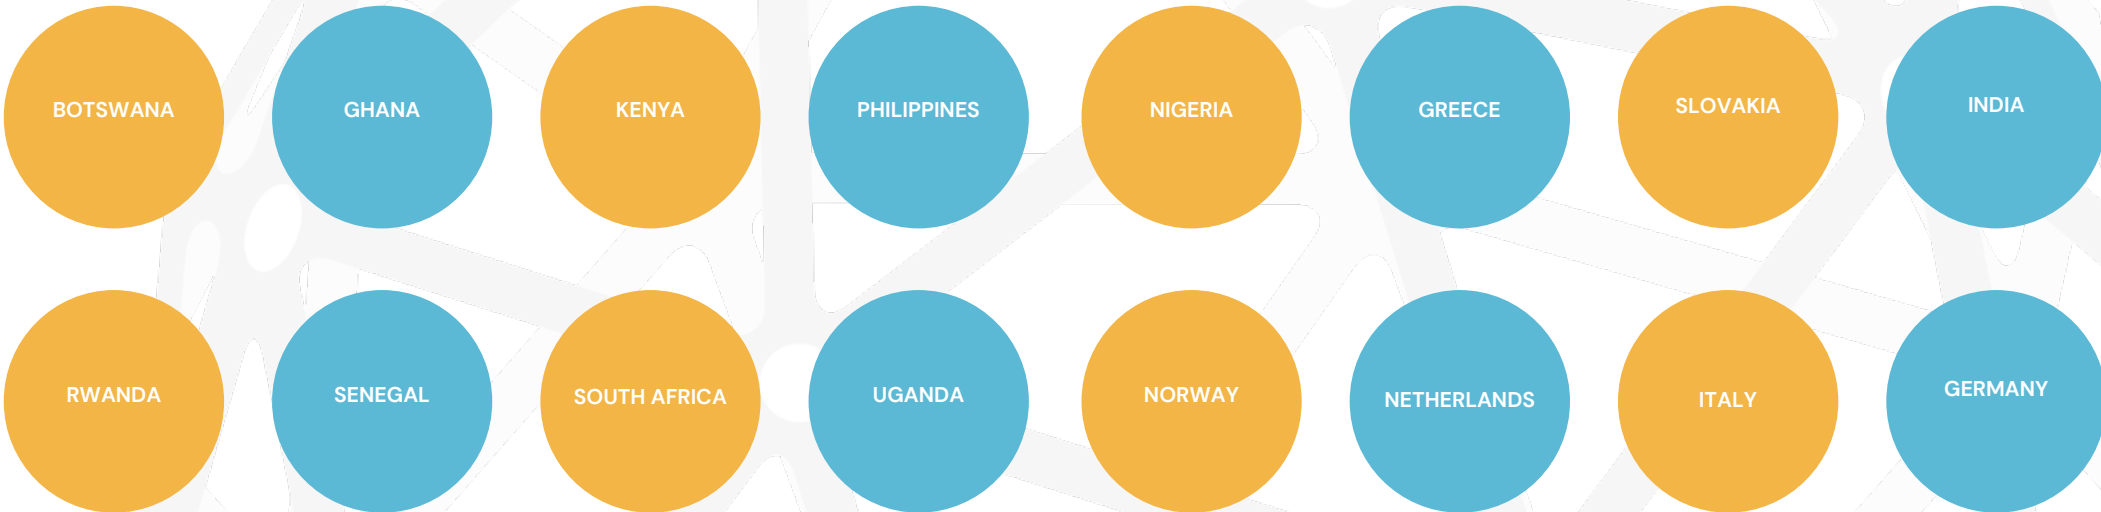 BOTSWANA
GHANA
KENYA
PHILIPPINES
NIGERIA
GREECE
SLOVAKIA
INDIA
RWANDA
SENEGAL
SOUTH AFRICA
UGANDA
NORWAY
NETHERLANDS
ITALY
GERMANY